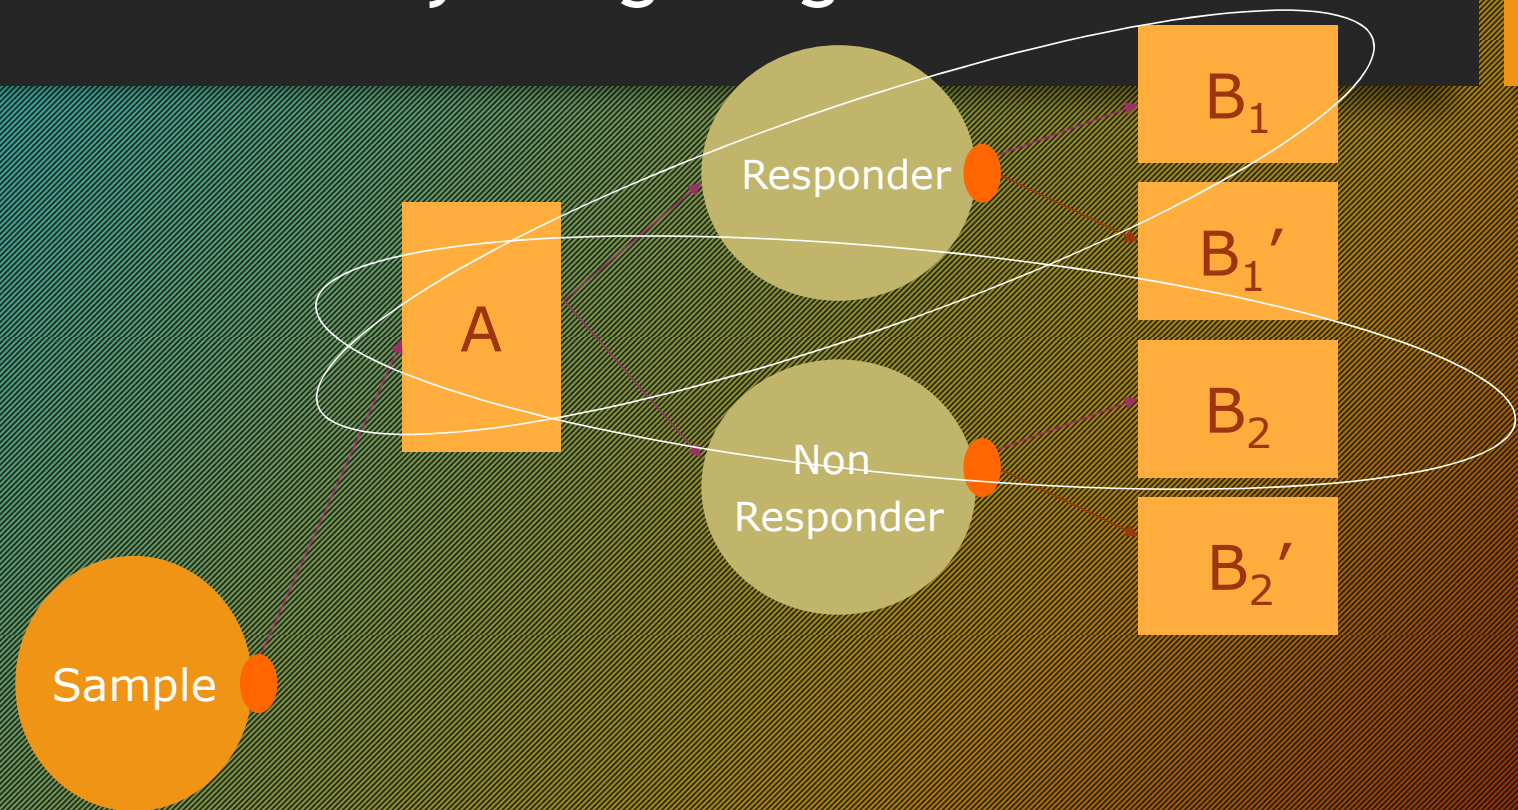 B₁
Responder
B₁’
A
B₂
Non
Responder
B₂’
Sample